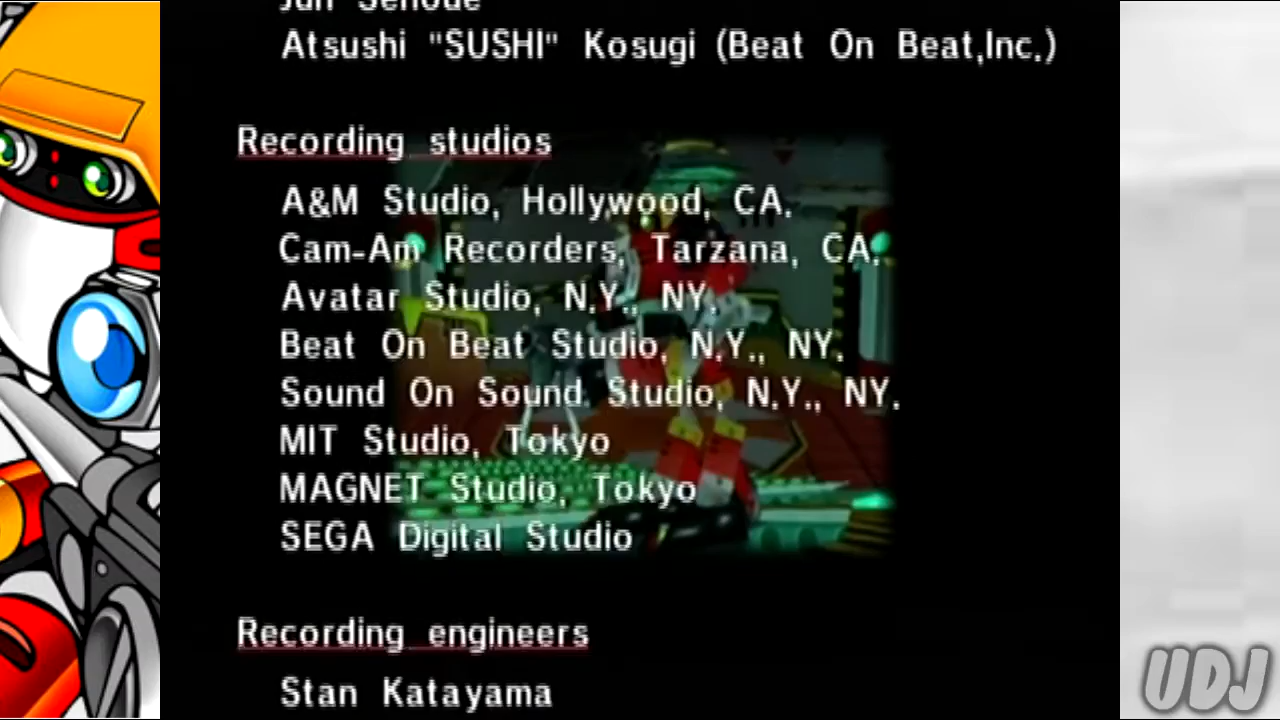 Jun Senoue
Atsushi "SUSHI" Kosugi (Beat On Beat,Inc.)
Recording studios
A&M Studio, Hollywood, CA.
Cam-Am Recorders, Tarzana, CA.
Avatar Studio, N.Y., NY.
Beat On Beat Studio, N.Y., NY.
Sound On Sound Studio, N.Y., NY.
MIT Studio, Tokyo
MAGNET Studio, Tokyo
SEGA Digital Studio
Recording engineers
Stan Katayama
UDJ